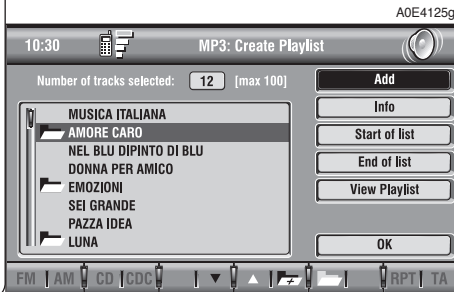 A0E4125g
10:30 MP3: Create Playlist
Number of tracks selected: 12 [max 100]
Add
Info
Start of list
End of list
View Playlist
OK
MUSICA ITALIANA
AMORE CARO
NEL BLU DIPINTO DI BLU
DONNA PER AMICO
EMOZIONI
SEI GRANDE
PAZZA IDEA
LUNA
FM AM CD CDC RPT TA